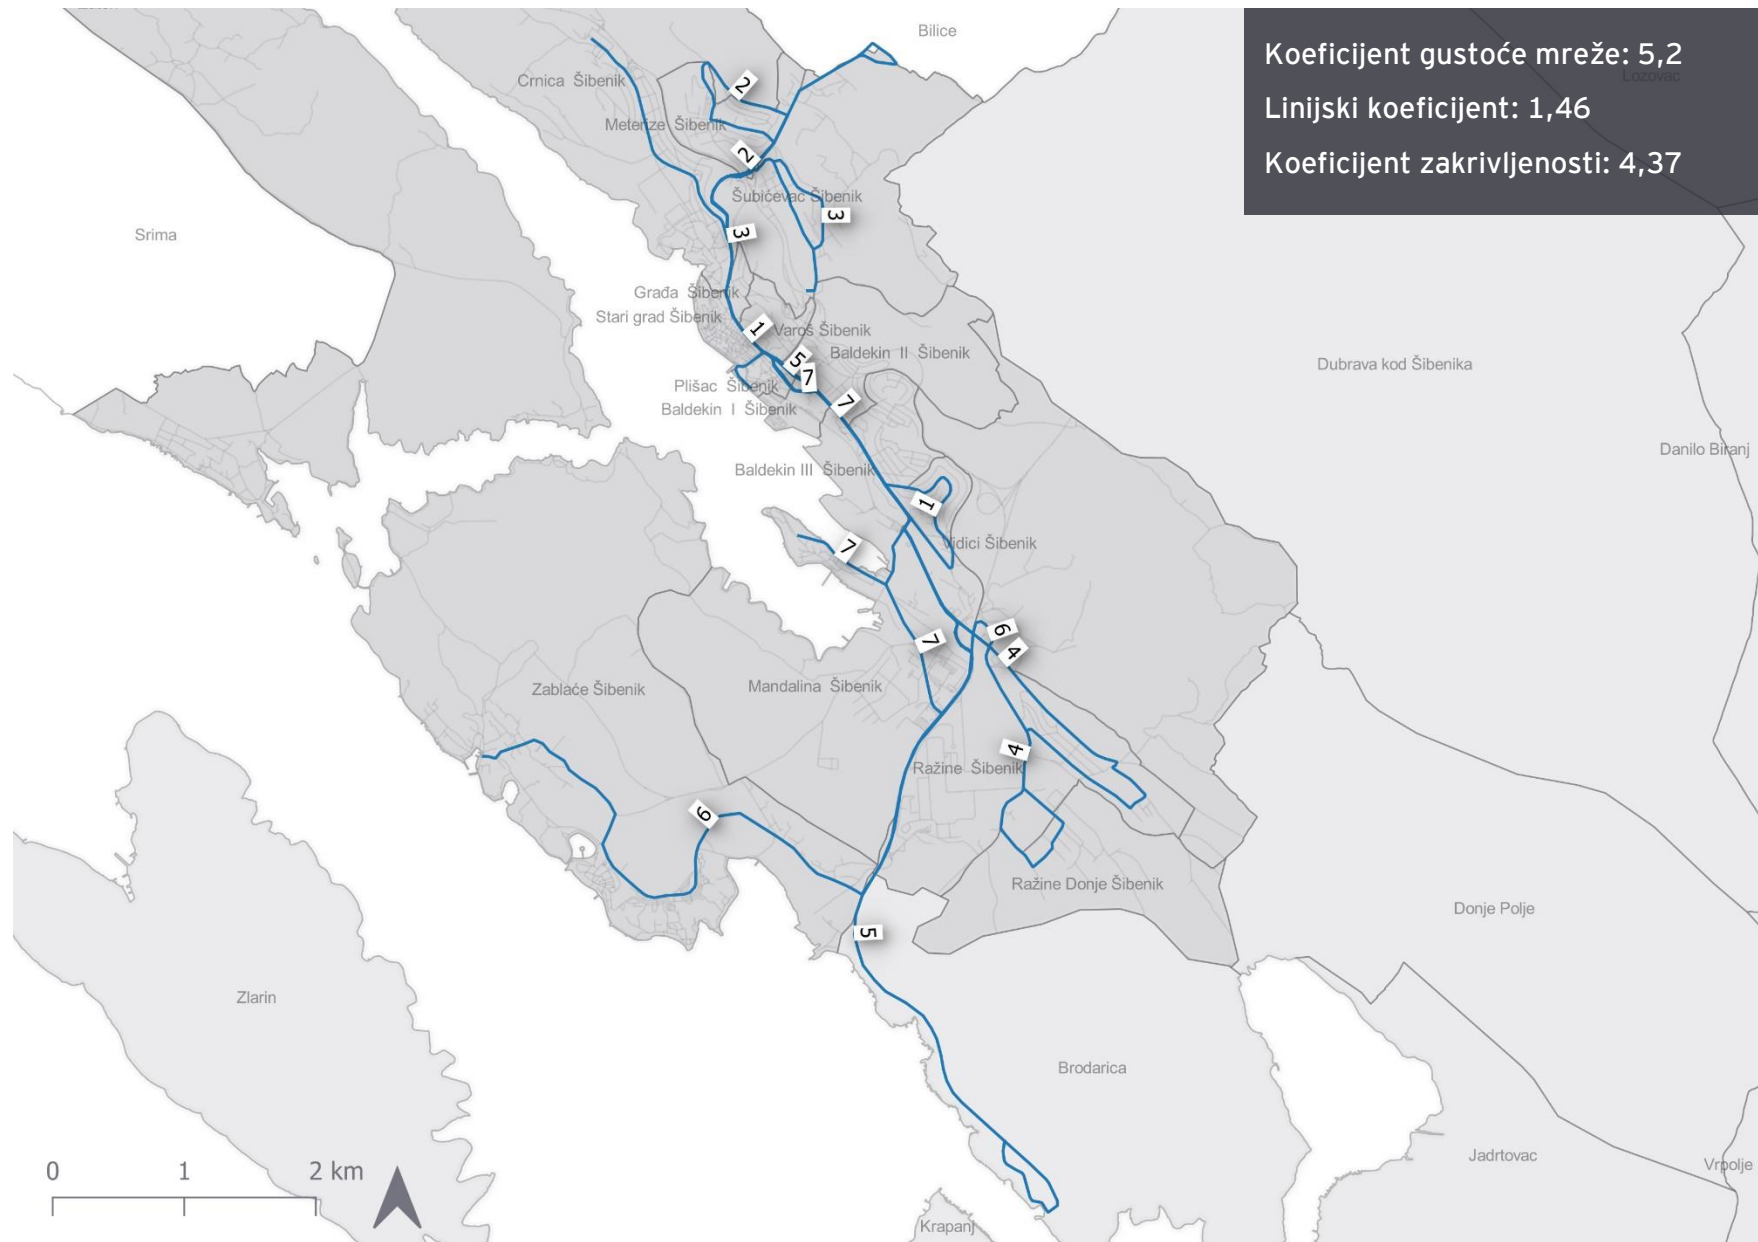 Bilice
Koeficijent gustoće mreže: 5,2
Linijski koeficijent: 1,46
Koeficijent zakrivljenosti: 4,37
Lozovac
Crnica Šibenik
2
Meterize Šibenik
2
Šubićevac Šibenik
3
3
Srima
Građa Šibenik
Stari grad Šibenik
1
Varoš Šibenik
Baldekin II Šibenik
5
7
Dubrava kod Šibenika
Plišac Šibenik
7
Baldekin I Šibenik
Danilo Biranj
Baldekin III Šibenik
1
7
Vidici Šibenik
6
7
4
Zablaće Šibenik
Mandalina Šibenik
4
Ražine Šibenik
6
Ražine Donje Šibenik
Donje Polje
5
Zlarin
Brodarica
Jadrtovac
Vrpolje
0 1 2 km
Krapanj